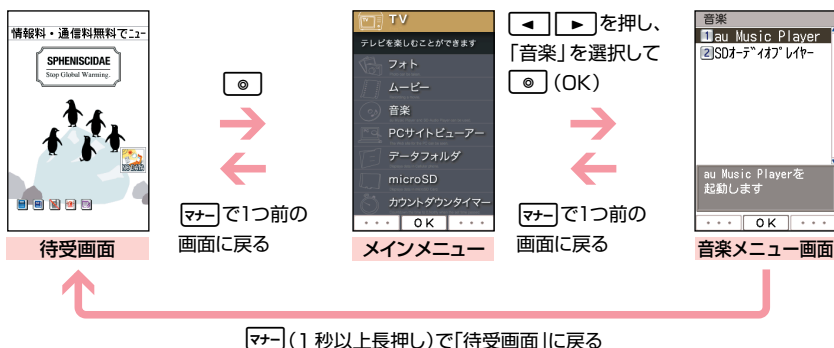 情報料・通信料無料でニュー
SPHENISCIDAE
Stop Global Warming.
待受画面
マナーで1つ前の
画面に戻る
TV
テレビを楽しむことができます
フォト
ムービー
音楽
PCサイトビューアー
データフォルダ
microSD
カウントダウンタイマー
・・・ OK ・・・
メインメニュー
◀ ▶を押し、
「音楽」を選択して
(OK)
マナーで1つ前の
画面に戻る
音楽
1au Music Player
2SDオーディオプレイヤー
au Music Playerを
起動します
・・・ OK ・・・
音楽メニュー画面
マナー(1秒以上長押し)で「待受画面」に戻る